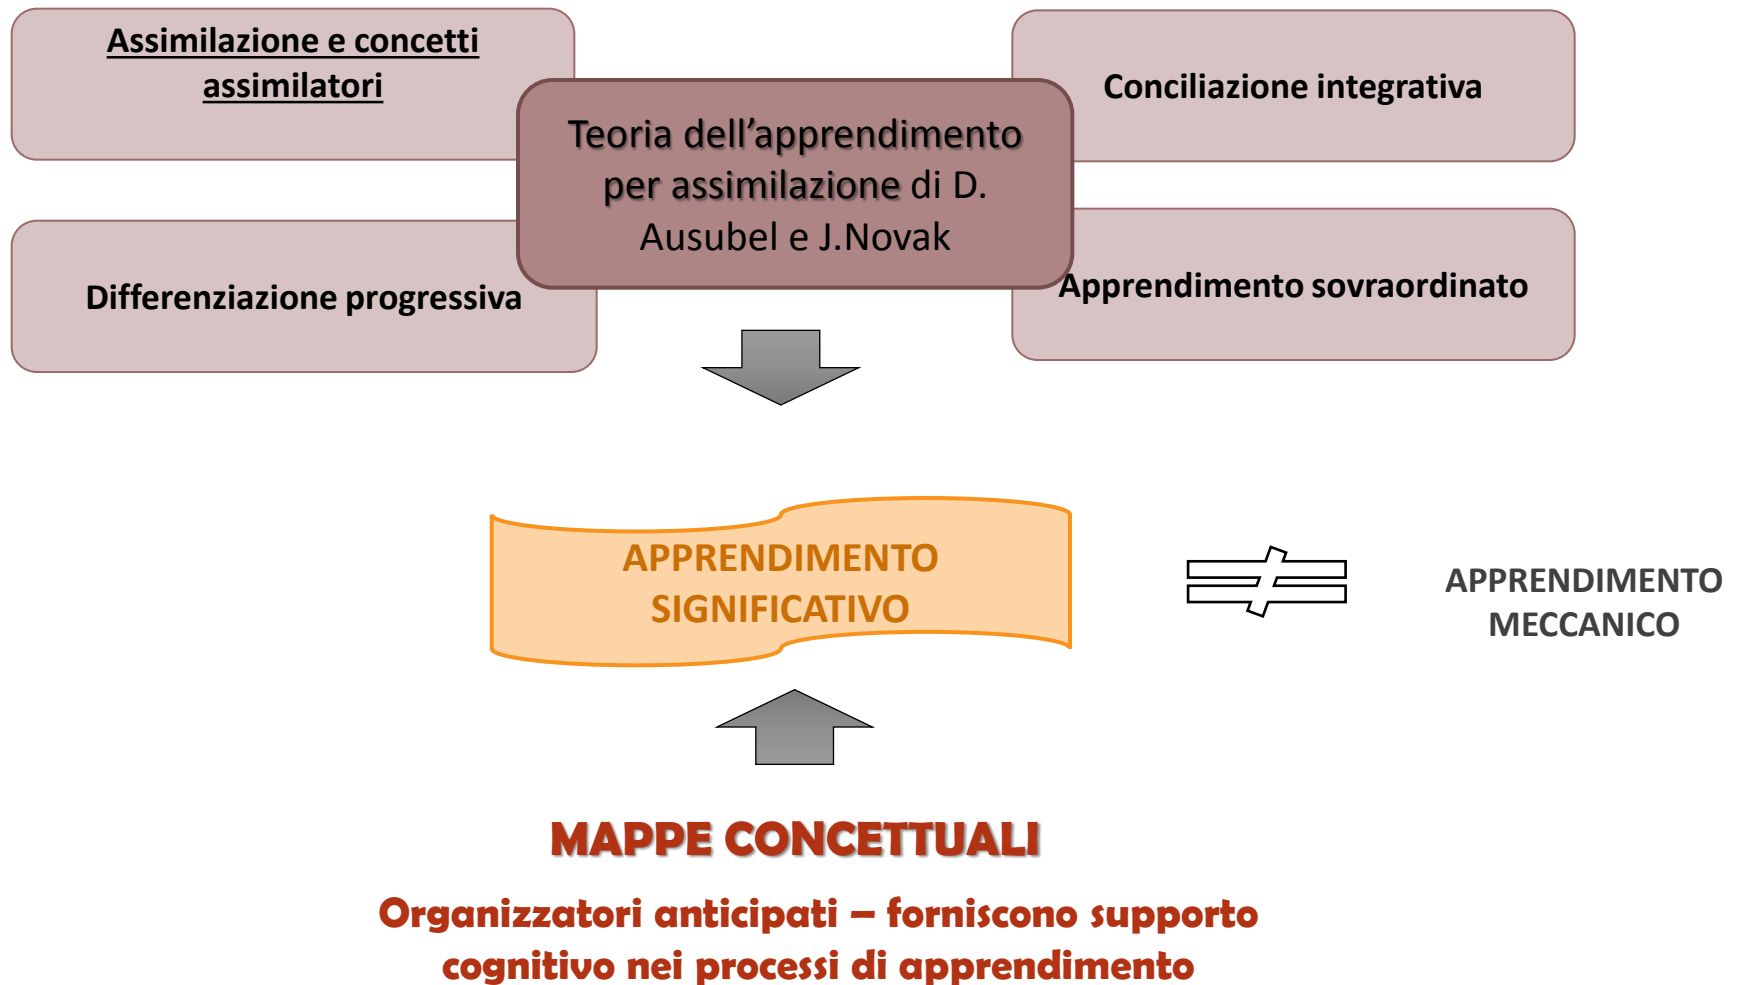 Assimilazione e concetti
assimilatori
Conciliazione integrativa
Teoria dell’apprendimento
per assimilazione di D.
Ausubel e J.Novak
Differenziazione progressiva
Apprendimento sovraordinato
APPRENDIMENTO
SIGNIFICATIVO
APPRENDIMENTO
MECCANICO
MAPPE CONCETTUALI
Organizzatori anticipati – forniscono supporto
cognitivo nei processi di apprendimento